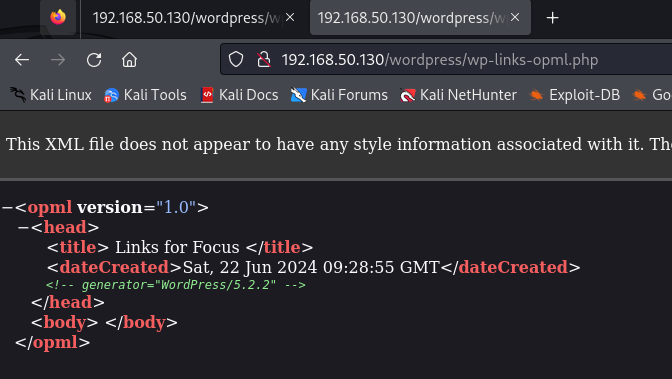 192.168.50.130/wordpress/w
192.168.50.130/wordpress/w
192.168.50.130/wordpress/wp-links-opml.php
Kali Linux Kali Tools Kali Docs Kali Forums Kali NetHunter Exploit-DB Go
This XML file does not appear to have any style information associated with it. The
−<opml version="1.0">
−<head>
<title> Links for Focus </title>
<dateCreated>Sat, 22 Jun 2024 09:28:55 GMT</dateCreated>
<!-- generator="WordPress/5.2.2" -->
</head>
<body> </body>
</opml>